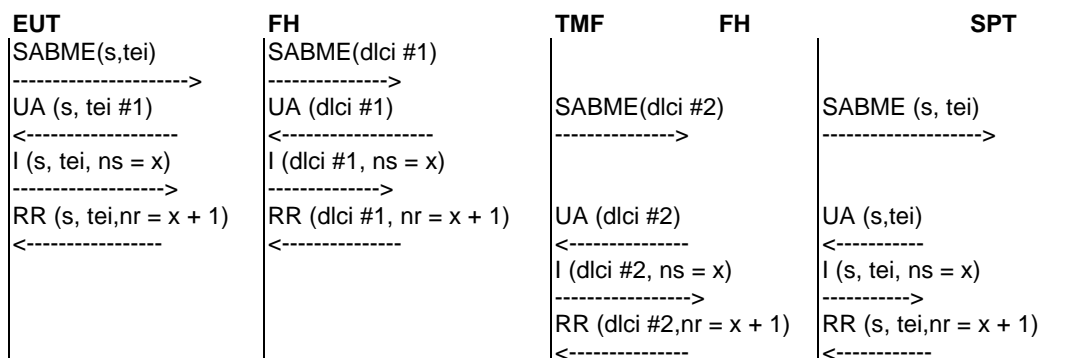 EUT FH TMF FH SPT
SABME(s,tei) SABME(dlci #1)
----------------------> --------------->
UA (s, tei #1) UA (dlci #1) SABME(dlci #2) SABME (s, tei)
<------------------- <------------------- ---------------> -------------------->
I (s, tei, ns = x) I (dlci #1, ns = x)
-------------------> -------------->
RR (s, tei,nr = x + 1) RR (dlci #1, nr = x + 1) UA (dlci #2) UA (s,tei)
<----------------- <--------------- <--------------- <-----------
I (dlci #2, ns = x) I (s, tei, ns = x)
-----------------> ----------->
RR (dlci #2,nr = x + 1) RR (s, tei,nr = x + 1)
<--------------- <------------